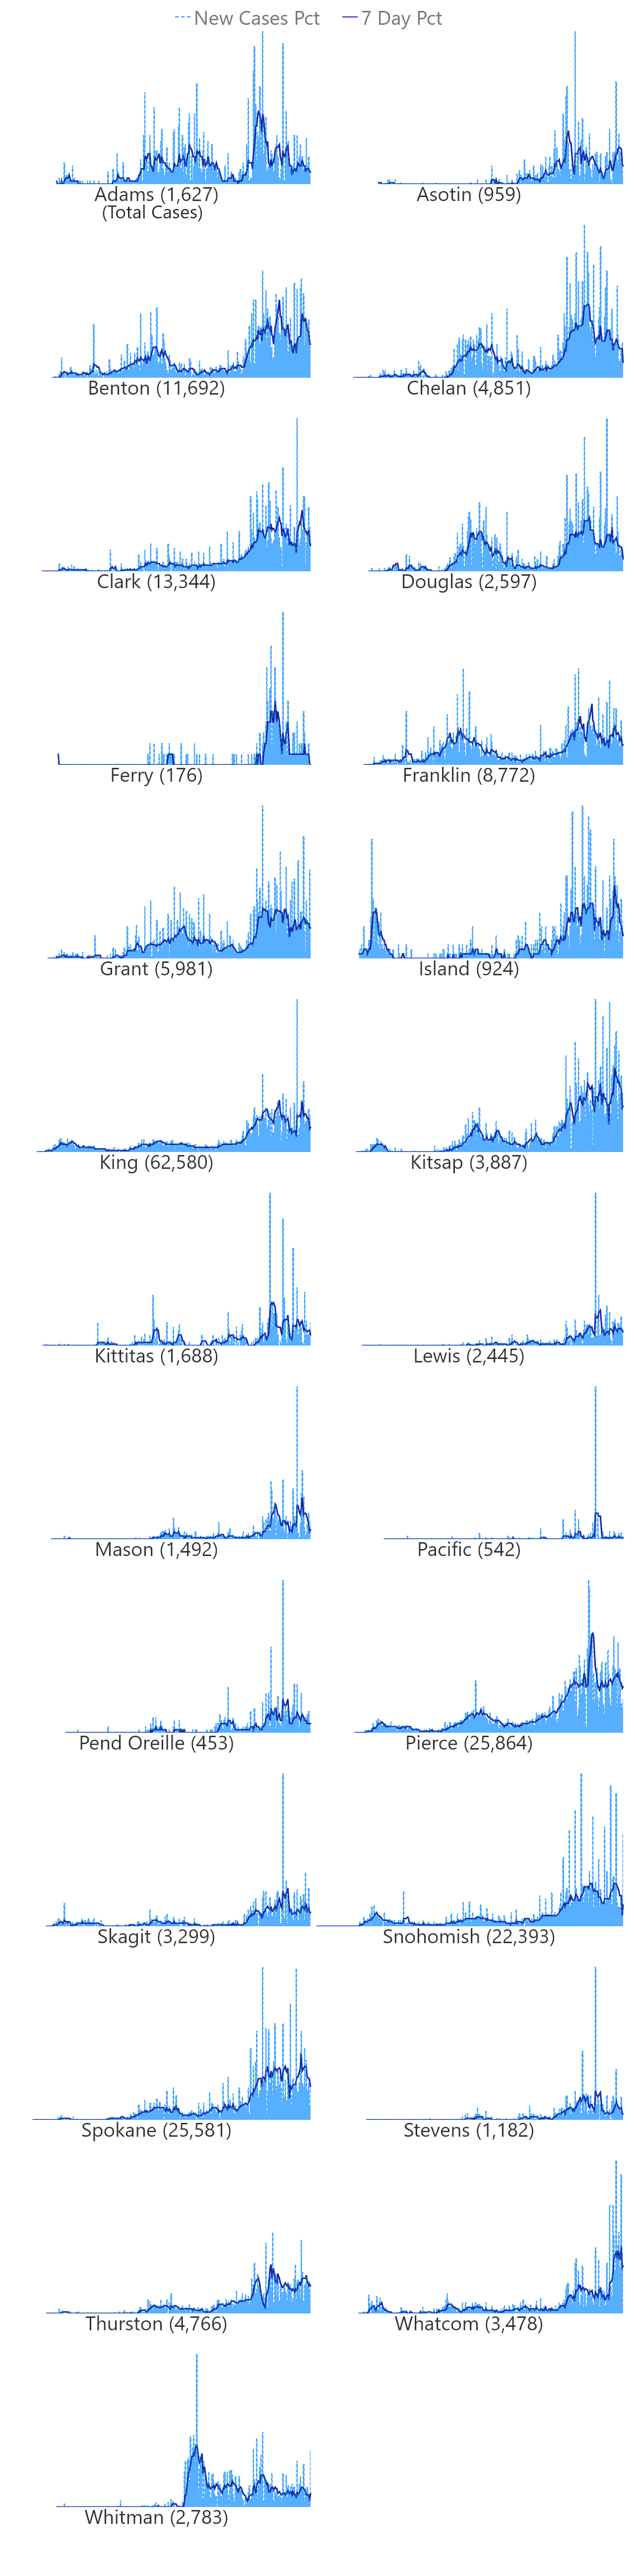 New Cases Pct 7 Day Pct
Adams (1,627) Asotin (959)
(Total Cases)
Benton (11,692) Chelan (4,851)
Clark (13,344) Douglas (2,597)
Ferry (176) Franklin (8,772)
Grant (5,981) Island (924)
King (62,580) Kitsap (3,887)
Kittitas (1,688) Lewis (2,445)
Mason (1,492) Pacific (542)
Pend Oreille (453) Pierce (25,864)
Skagit (3,299) Snohomish (22,393)
Spokane (25,581) Stevens (1,182)
Thurston (4,766) Whatcom (3,478)
Whitman (2,783)